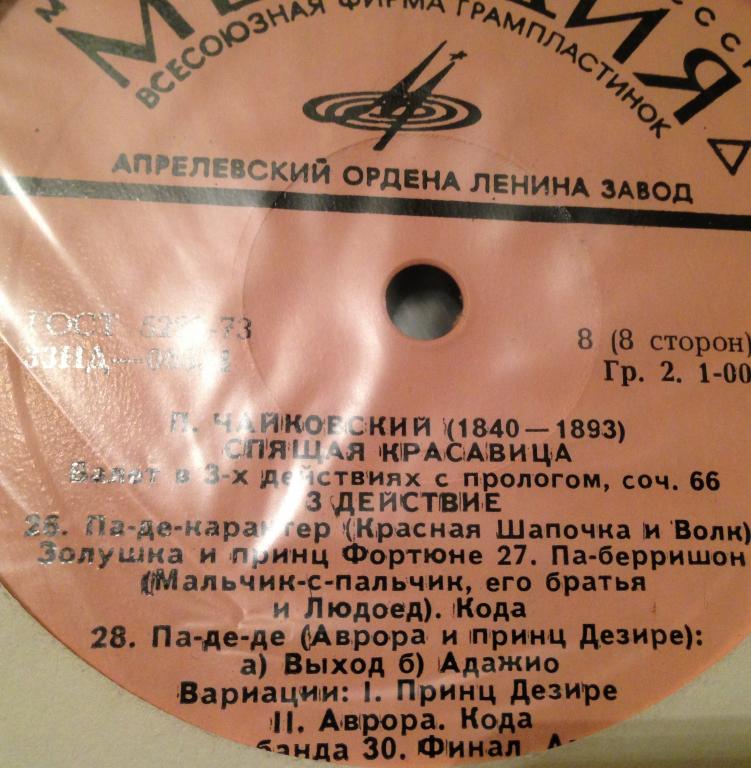 ВСЕСОЮЗНАЯ ФИРМА ГРАМПЛАСТИНОК
АПРЕЛЕВСКИЙ ОРДЕНА ЛЕНИНА ЗАВОД
ГОСТ
8 (8 сторон)
Гр. 2. 1-00
П. ЧАЙКОВСКИЙ (1840—1893)
СПЯЩАЯ КРАСАВИЦА
Балет в 3-х действиях с прологом, соч. 66
3 ДЕЙСТВИЕ
26. Па-де-карактер (Красная Шапочка и Волк)
Золушка и принц Фортюне 27. Па-берришон
(Мальчик-с-пальчик, его братья
и Людоед). Кода
28. Па-де-де (Аврора и принц Дезире):
а) Выход б) Адажио
Вариации: I. Принц Дезире
II. Аврора. Кода
30. Финал